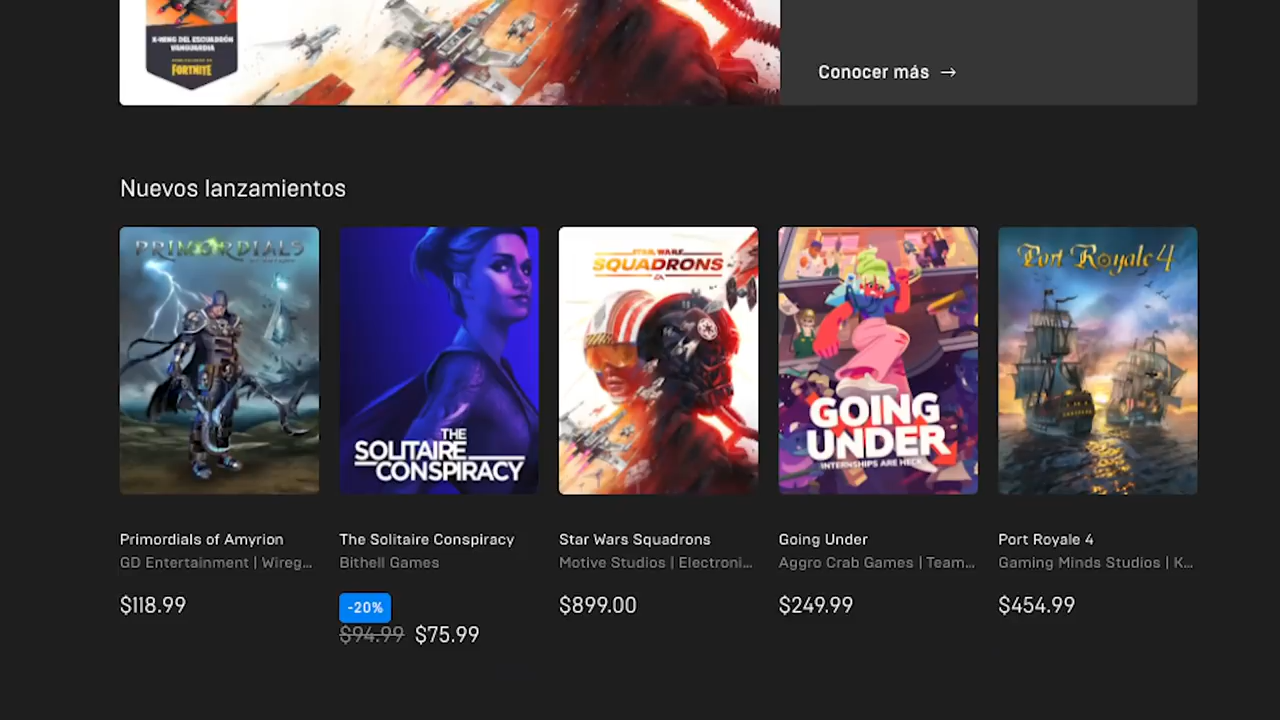 X-WING DEL ESCUADRÓN
VANGUARDIA
FORTNITE
Conocer más →
Nuevos lanzamientos
PRIMORDIALS
THE
SOLITAIRE
CONSPIRACY
STAR WARS
SQUADRONS
EA
GOING
UNDER
INTERNSHIPS ARE HECK
Port Royale 4
Primordials of Amyrion
GD Entertainment | Wireg...
$118.99
The Solitaire Conspiracy
Bithell Games
-20%
$94.99 $75.99
Star Wars Squadrons
Motive Studios | Electroni...
$899.00
Going Under
Aggro Crab Games | Team...
$249.99
Port Royale 4
Gaming Minds Studios | K...
$454.99